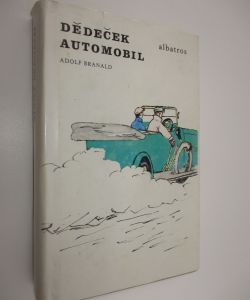 DĚDEČEK
AUTOMOBIL
albatros
ADOLF BRANALD